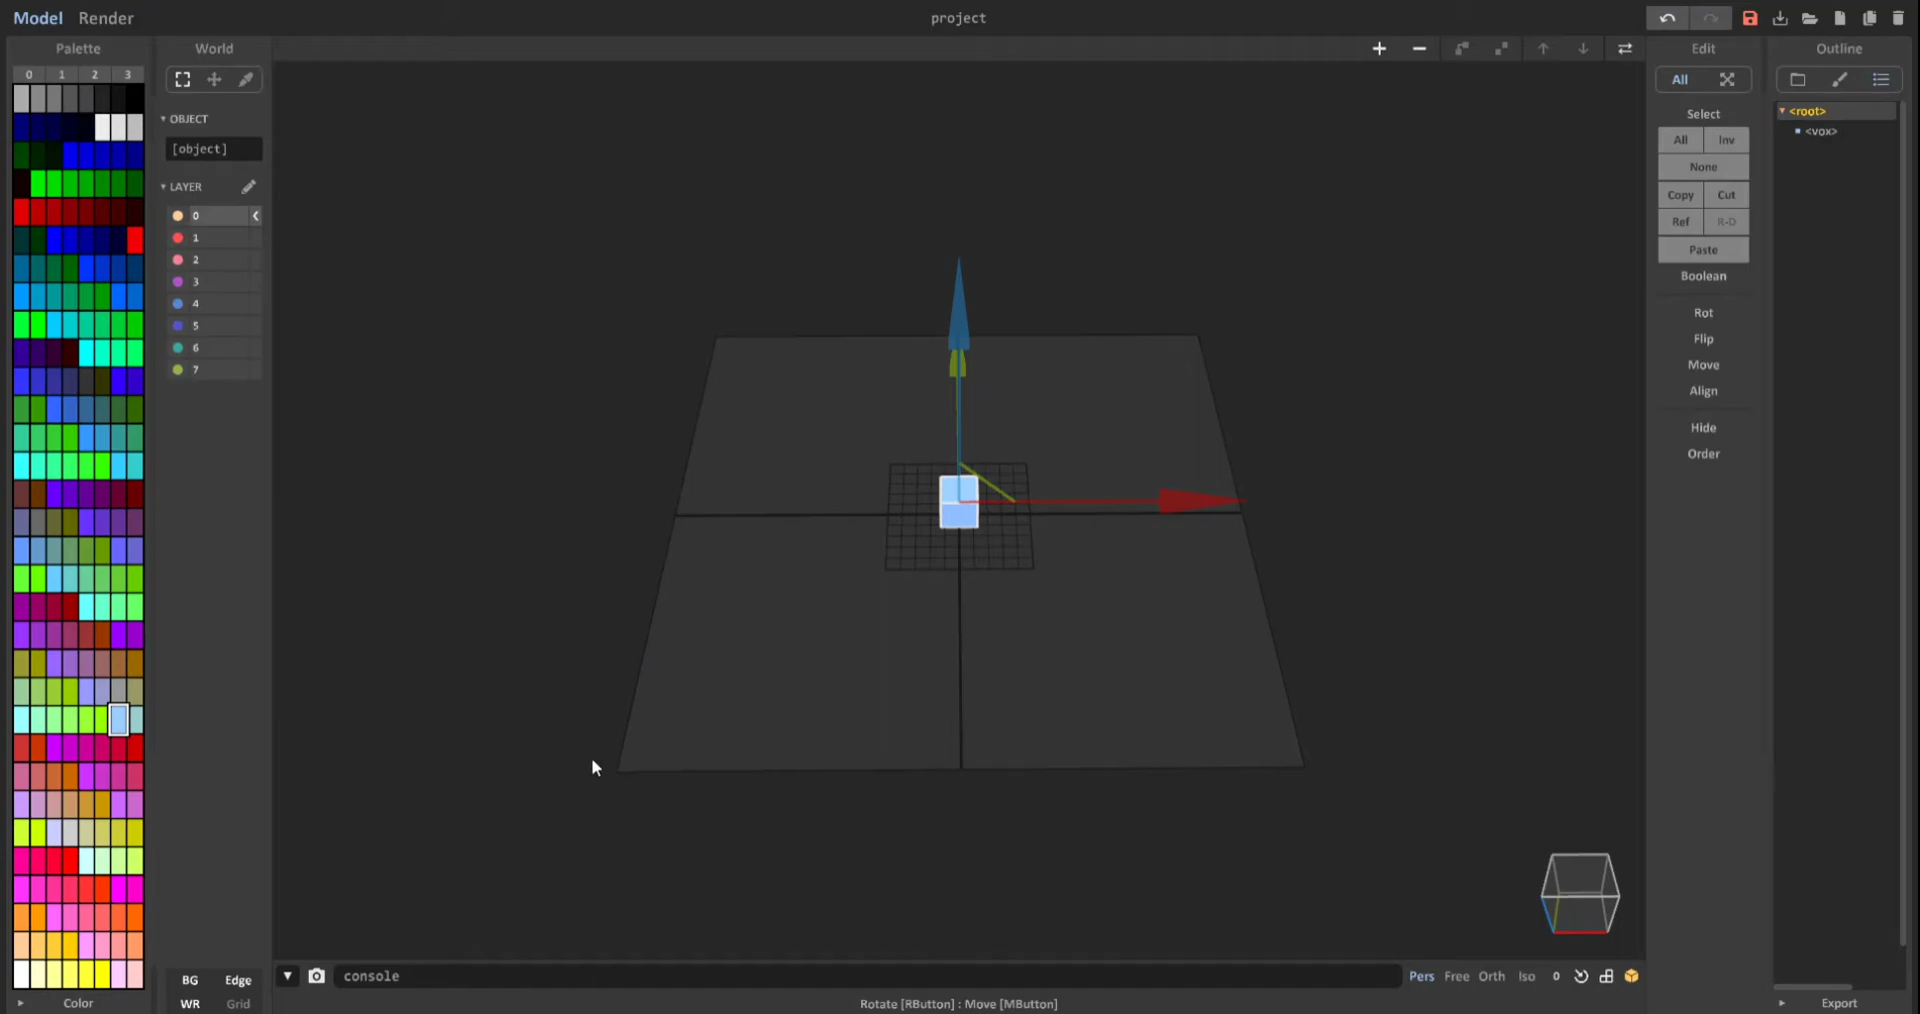 Model Render
project
Palette
World
Edit
Outline
0 1 2 3
OBJECT
[object]
LAYER
0
1
2
3
4
5
6
7
All
Select
All Inv
None
Copy Cut
Ref R-D
Paste
Boolean
Rot
Flip
Move
Align
Hide
Order
<root>
<vox>
BG Edge
WR Grid
Color
console
Pers Free Orth Iso 0
Rotate [RButton] : Move [MButton]
Export